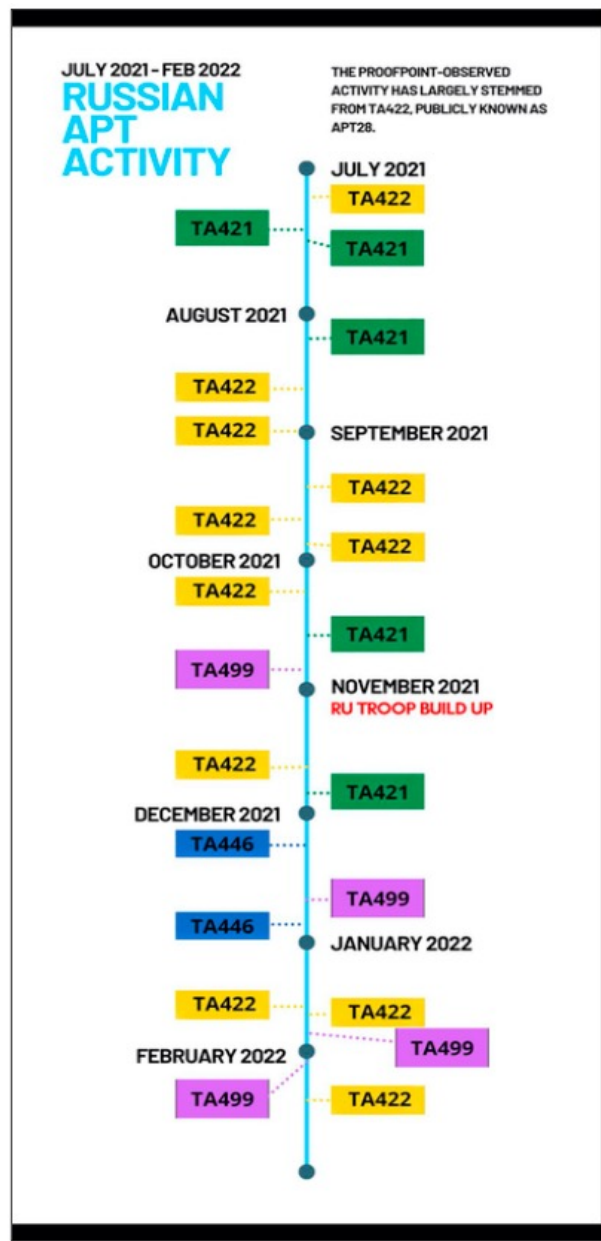 JULY 2021 - FEB 2022
RUSSIAN
APT
ACTIVITY
THE PROOFPOINT-OBSERVED
ACTIVITY HAS LARGELY STEMMED
FROM TA422, PUBLICLY KNOWN AS
APT28.
JULY 2021
TA422
TA421
TA421
AUGUST 2021
TA421
TA422
TA422
SEPTEMBER 2021
TA422
TA422
TA422
OCTOBER 2021
TA422
TA421
TA499
NOVEMBER 2021
RU TROOP BUILD UP
TA422
TA421
DECEMBER 2021
TA446
TA499
TA446
JANUARY 2022
TA422
TA422
TA499
FEBRUARY 2022
TA499
TA422